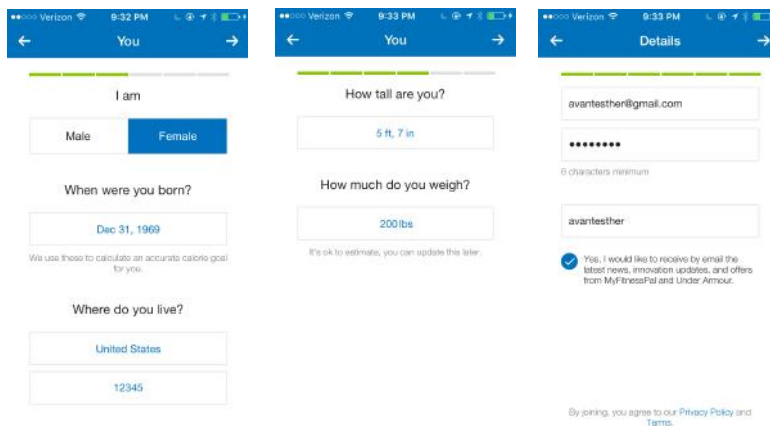 Verizon 9:32 PM
You
I am
Male Female
When were you born?
Dec 31, 1969
We use these to calculate an accurate calorie goal
for you.
Where do you live?
United States
12345
Verizon 9:33 PM
You
How tall are you?
5 ft, 7 in
How much do you weigh?
200 lbs
It's ok to estimate, you can update this later.
Verizon 9:33 PM
Details
avantesther@gmail.com
••••••••
6 characters minimum
avantesther
Yes, I would like to receive by email the
latest news, innovation updates, and offers
from MyFitnessPal and Under Armour.
By joining, you agree to our Privacy Policy and
Terms.